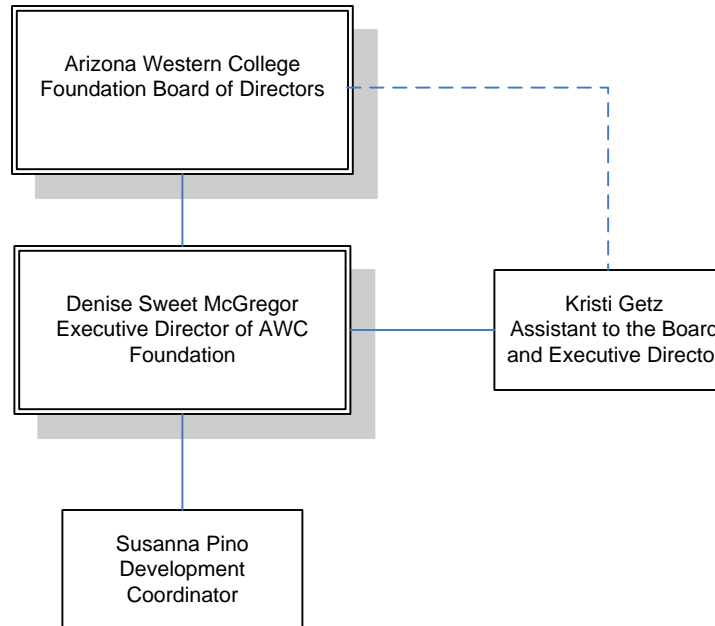 Arizona Western College
Foundation Board of Directors
Denise Sweet McGregor
Executive Director of AWC
Foundation
Kristi Getz
Assistant to the Board
and Executive Directo
Susanna Pino
Development
Coordinator